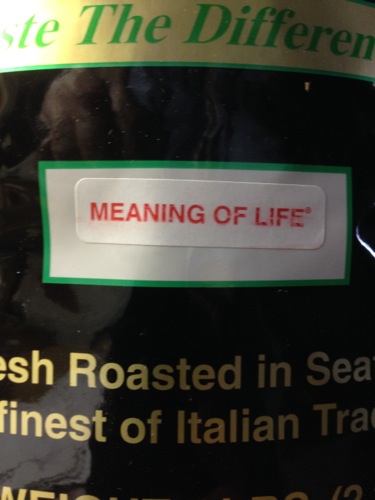 ste The Differen
MEANING OF LIFE®
esh Roasted in Sea
finest of Italian Tra